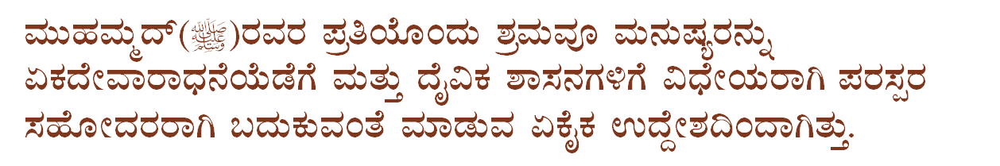 ಮುಹಮ್ಮದ್(ﷺ)ರವರ ಪ್ರತಿಯೊಂದು ಶ್ರಮವೂ ಮನುಷ್ಯರನ್ನು
ಏಕದೇವಾರಾಧನೆಯೆಡೆಗೆ ಮತ್ತು ದೈವಿಕ ಶಾಸನಗಳಿಗೆ ವಿಧೇಯರಾಗಿ ಪರಸ್ಪರ
ಸಹೋದರರಾಗಿ ಬದುಕುವಂತೆ ಮಾಡುವ ಏಕೈಕ ಉದ್ದೇಶದಿಂದಾಗಿತ್ತು.